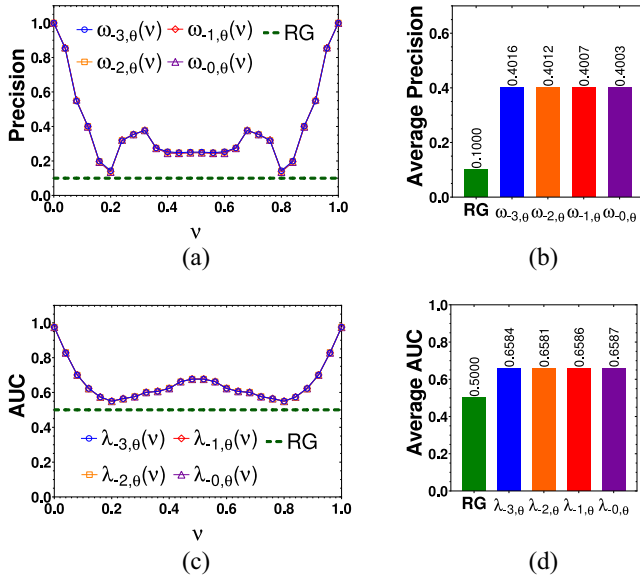 ω-3,θ(ν) ω-1,θ(ν) RG
ω-2,θ(ν) ω-0,θ(ν)
Precision
1.0
0.8
0.6
0.4
0.2
0.0
0.0 0.2 0.4 0.6 0.8 1.0
ν
(a)
Average Precision
0.6
0.4
0.2
0.0
0.1000 0.4016 0.4012 0.4007 0.4003
RG ω-3,θ ω-2,θ ω-1,θ ω-0,θ
(b)
AUC
1.0
0.8
0.6
0.4
0.2
0.0
λ-3,θ(ν) λ-1,θ(ν) RG
λ-2,θ(ν) λ-0,θ(ν)
0.0 0.2 0.4 0.6 0.8 1.0
ν
(c)
Average AUC
1.0
0.8
0.6
0.4
0.2
0.0
0.5000 0.6584 0.6581 0.6586 0.6587
RG λ-3,θ λ-2,θ λ-1,θ λ-0,θ
(d)